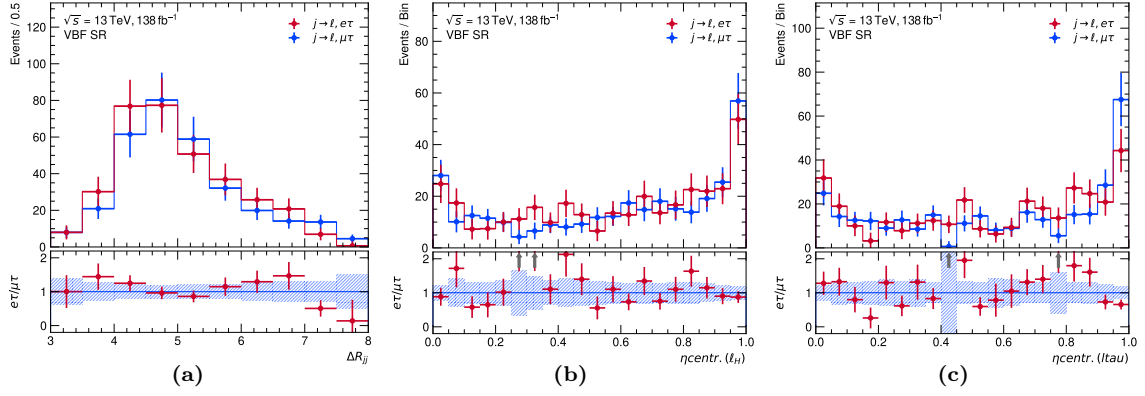 Events / 0.5
√s = 13 TeV, 138 fb⁻¹
VBF SR
j→ℓ, eτ
j→ℓ, μτ
120
100
80
60
40
20
0
eτ/μτ
2
1
0
3 4 5 6 7 8
ΔR_jj
(a)
Events / Bin
√s = 13 TeV, 138 fb⁻¹
VBF SR
j→ℓ, eτ
j→ℓ, μτ
80
60
40
20
0
eτ/μτ
2
1
0
0.0 0.2 0.4 0.6 0.8 1.0
ηcentr. (ℓ_H)
(b)
Events / Bin
√s = 13 TeV, 138 fb⁻¹
VBF SR
j→ℓ, eτ
j→ℓ, μτ
100
80
60
40
20
0
eτ/μτ
2
1
0
0.0 0.2 0.4 0.6 0.8 1.0
ηcentr. (ltau)
(c)